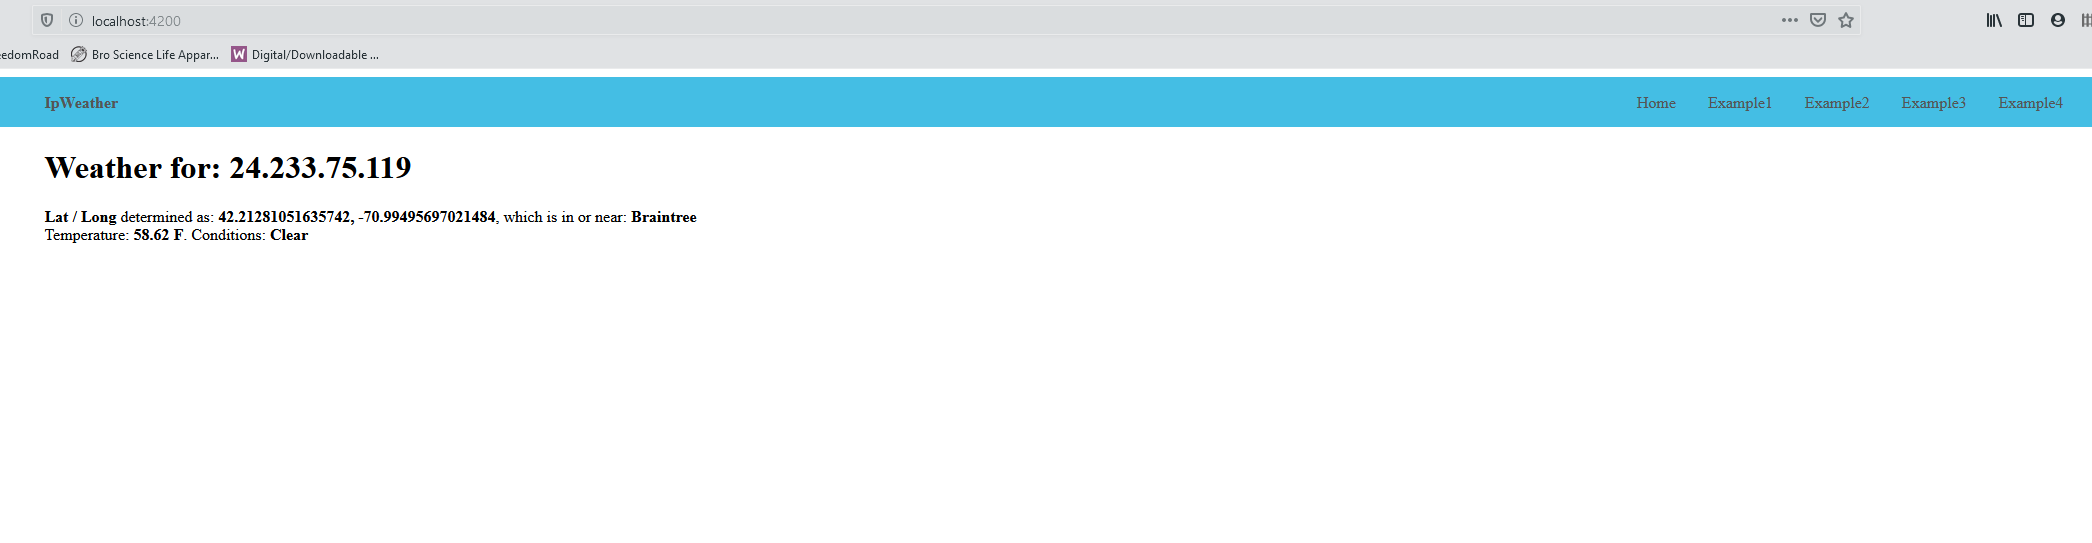 localhost:4200
edomRoad Bro Science Life Appar... Digital/Downloadable ...
IpWeather Home Example1 Example2 Example3 Example4
Weather for: 24.233.75.119
Lat / Long determined as: 42.21281051635742, -70.99495697021484, which is in or near: Braintree
Temperature: 58.62 F. Conditions: Clear